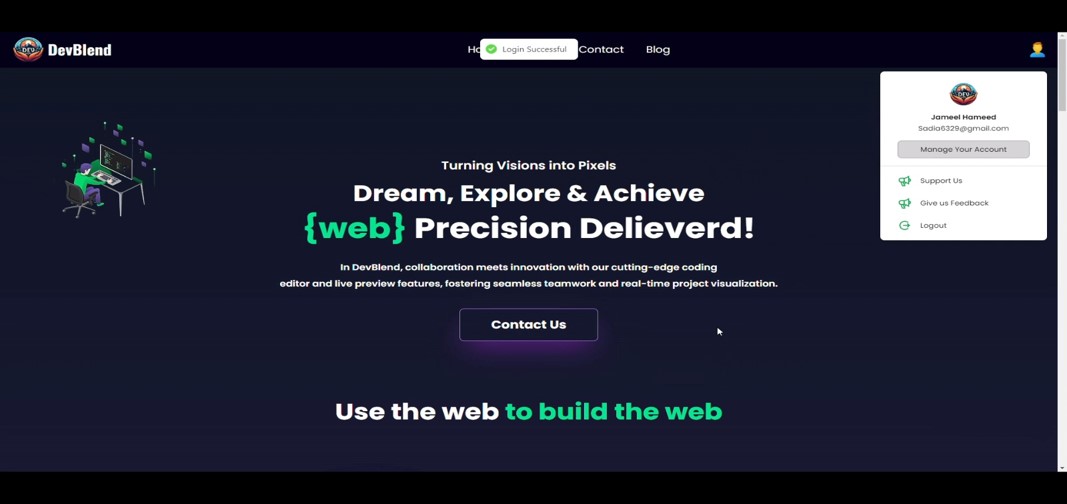 DEV DevBlend
Ho
Login Successful
Contact
Blog
DEV
Jameel Hameed
Sadia6329@gmail.com
Manage Your Account
Support Us
Give us Feedback
Logout
Turning Visions into Pixels
Dream, Explore & Achieve
{web} Precision Delieverd!
In DevBlend, collaboration meets innovation with our cutting-edge coding
editor and live preview features, fostering seamless teamwork and real-time project visualization.
Contact Us
Use the web to build the web